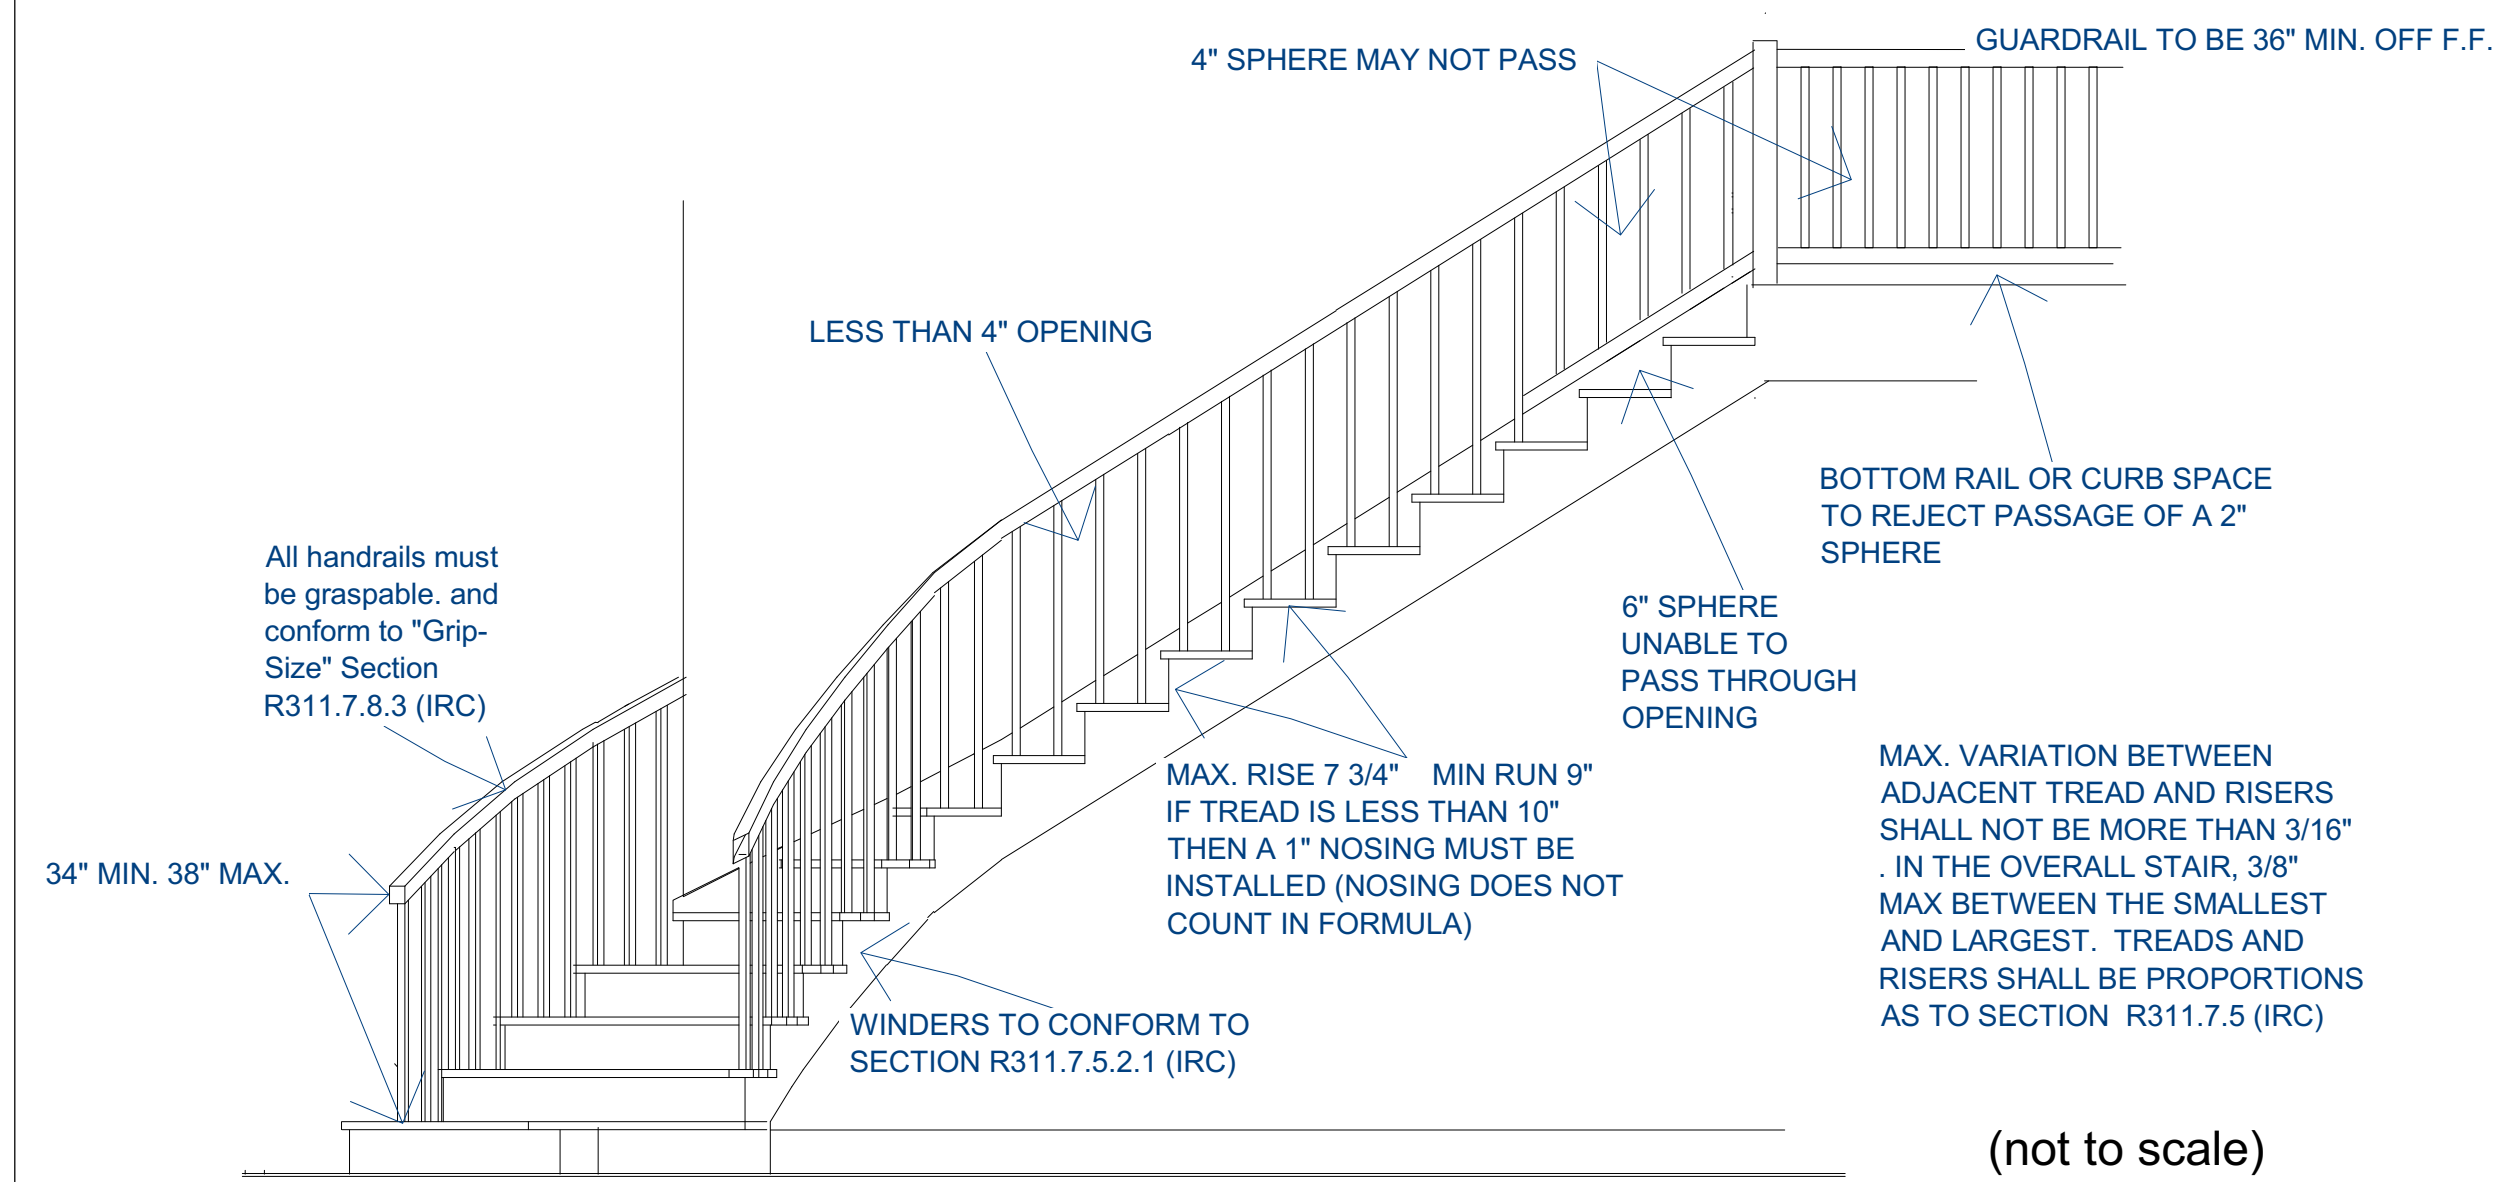 GUARDRAIL TO BE 36" MIN. OFF F.F.
4" SPHERE MAY NOT PASS
LESS THAN 4" OPENING
BOTTOM RAIL OR CURB SPACE
TO REJECT PASSAGE OF A 2"
SPHERE
All handrails must
be graspable. and
conform to "Grip-
Size" Section
R311.7.8.3 (IRC)
6" SPHERE
UNABLE TO
PASS THROUGH
OPENING
34" MIN. 38" MAX.
MAX. RISE 7 3/4"    MIN RUN 9"
IF TREAD IS LESS THAN 10"
THEN A 1" NOSING MUST BE
INSTALLED (NOSING DOES NOT
COUNT IN FORMULA)
MAX. VARIATION BETWEEN
ADJACENT TREAD AND RISERS
SHALL NOT BE MORE THAN 3/16"
. IN THE OVERALL STAIR, 3/8"
MAX BETWEEN THE SMALLEST
AND LARGEST.  TREADS AND
RISERS SHALL BE PROPORTIONS
AS TO SECTION  R311.7.5 (IRC)
WINDERS TO CONFORM TO
SECTION R311.7.5.2.1 (IRC)
(not to scale)